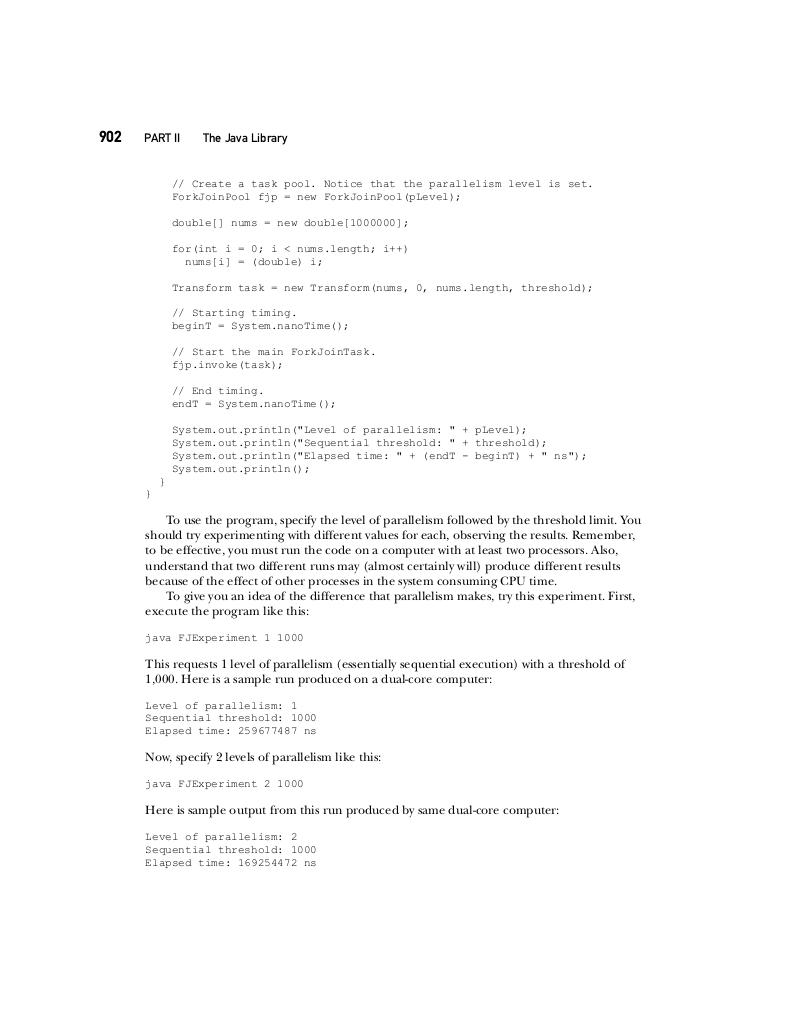 902 PART II The Java Library
// Create a task pool. Notice that the parallelism level is set.
ForkJoinPool fjp = new ForkJoinPool(pLevel);
double[] nums = new double[1000000];
for(int i = 0; i < nums.length; i++)
nums[i] = (double) i;
Transform task = new Transform(nums, 0, nums.length, threshold);
// Starting timing.
beginT = System.nanoTime();
// Start the main ForkJoinTask.
fjp.invoke(task);
// End timing.
endT = System.nanoTime();
System.out.println("Level of parallelism: " + pLevel);
System.out.println("Sequential threshold: " + threshold);
System.out.println("Elapsed time: " + (endT - beginT) + " ns");
System.out.println();
}
}
To use the program, specify the level of parallelism followed by the threshold limit. You
should try experimenting with different values for each, observing the results. Remember,
to be effective, you must run the code on a computer with at least two processors. Also,
understand that two different runs may (almost certainly will) produce different results
because of the effect of other processes in the system consuming CPU time.
To give you an idea of the difference that parallelism makes, try this experiment. First,
execute the program like this:
java FJExperiment 1 1000
This requests 1 level of parallelism (essentially sequential execution) with a threshold of
1,000. Here is a sample run produced on a dual-core computer:
Level of parallelism: 1
Sequential threshold: 1000
Elapsed time: 259677487 ns
Now, specify 2 levels of parallelism like this:
java FJExperiment 2 1000
Here is sample output from this run produced by same dual-core computer:
Level of parallelism: 2
Sequential threshold: 1000
Elapsed time: 169254472 ns